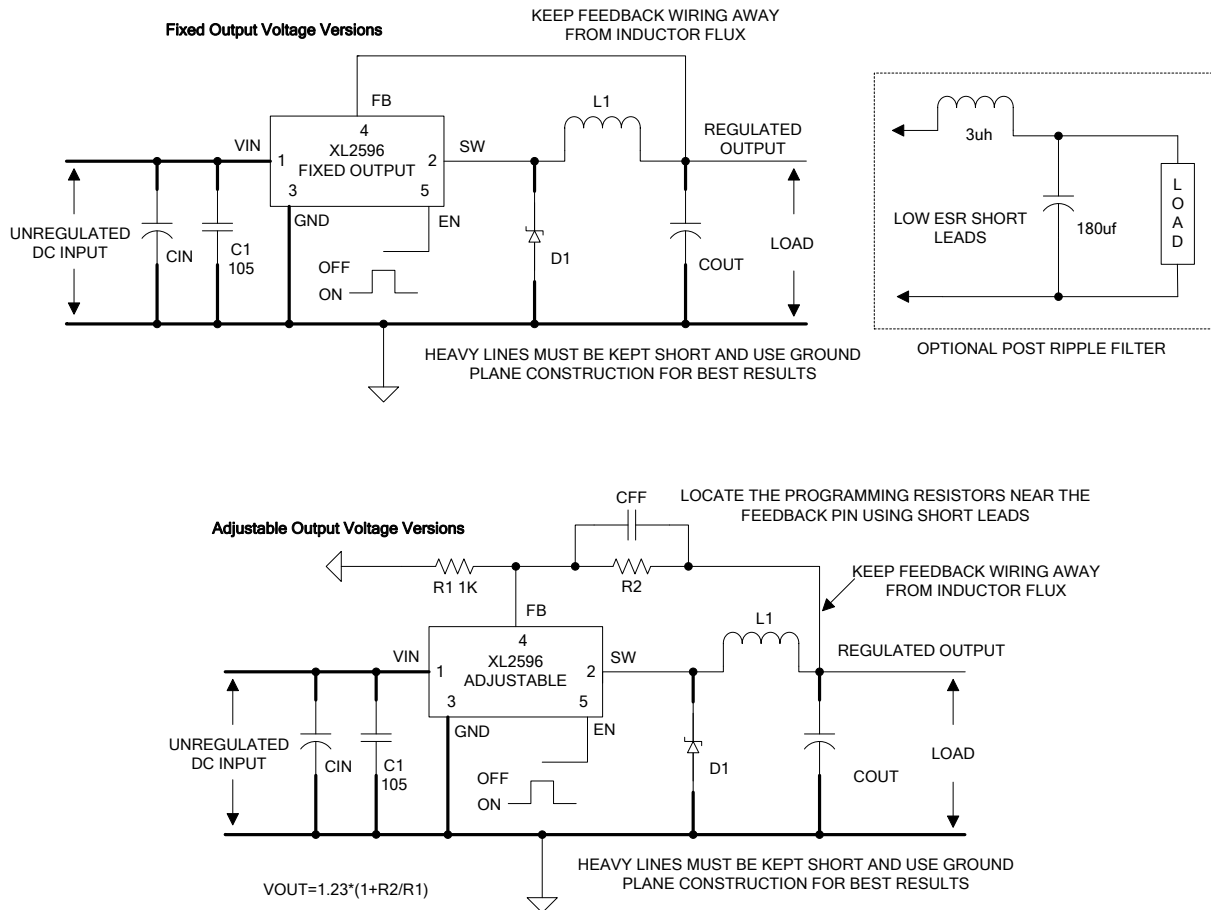 Fixed Output Voltage Versions
KEEP FEEDBACK WIRING AWAY
FROM INDUCTOR FLUX
FB
4
L1
VIN
1
XL2596
FIXED OUTPUT
2
SW
REGULATED
OUTPUT
3
5
GND
EN
UNREGULATED
DC INPUT
CIN
C1
105
OFF
ON
D1
COUT
LOAD
HEAVY LINES MUST BE KEPT SHORT AND USE GROUND
PLANE CONSTRUCTION FOR BEST RESULTS
3uh
LOW ESR SHORT
LEADS
180uf
LOAD
OPTIONAL POST RIPPLE FILTER
Adjustable Output Voltage Versions
CFF
LOCATE THE PROGRAMMING RESISTORS NEAR THE
FEEDBACK PIN USING SHORT LEADS
R1 1K
R2
KEEP FEEDBACK WIRING AWAY
FROM INDUCTOR FLUX
FB
4
L1
VIN
1
XL2596
ADJUSTABLE
2
SW
REGULATED OUTPUT
3
5
GND
EN
UNREGULATED
DC INPUT
CIN
C1
105
OFF
ON
D1
COUT
LOAD
HEAVY LINES MUST BE KEPT SHORT AND USE GROUND
PLANE CONSTRUCTION FOR BEST RESULTS
VOUT=1.23*(1+R2/R1)